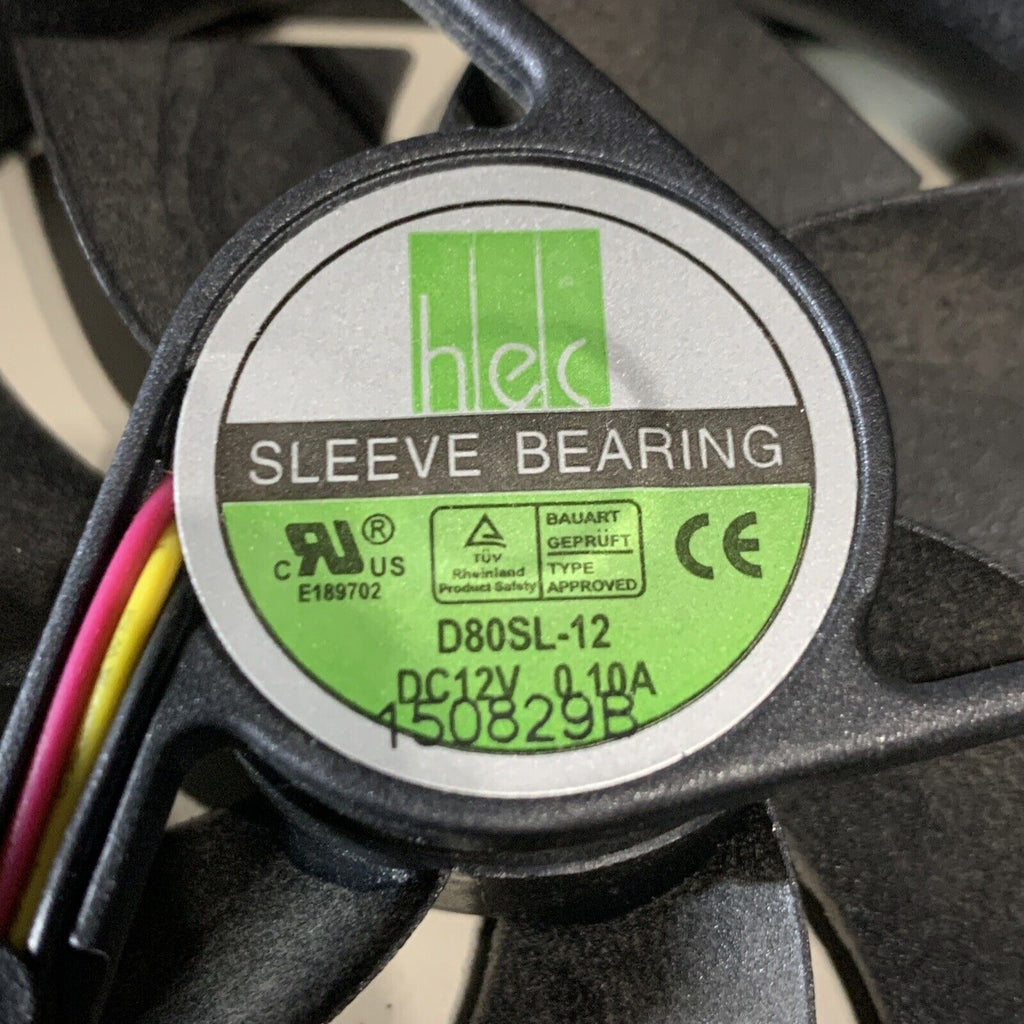 hec
SLEEVE BEARING
C RU ® US
E189702
TÜV
Rheinland
Product Safety
BAUART
GEPRÜFT
TYPE
APPROVED
CE
D80SL-12
DC12V 0.10A
150829B